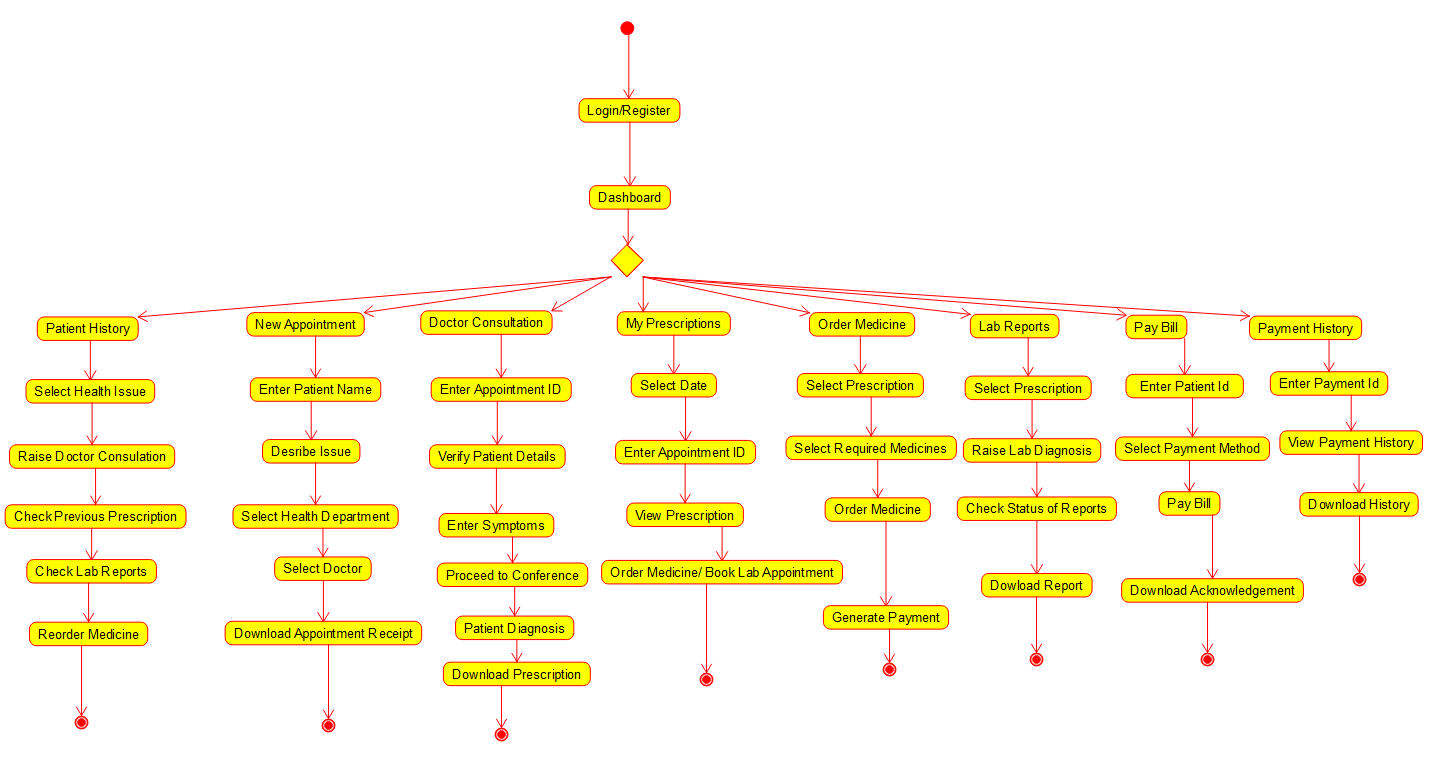 Login/Register
Dashboard
Patient History
Select Health Issue
Raise Doctor Consulation
Check Previous Prescription
Check Lab Reports
Reorder Medicine
New Appointment
Enter Patient Name
Desribe Issue
Select Health Department
Select Doctor
Download Appointment Receipt
Doctor Consultation
Enter Appointment ID
Verify Patient Details
Enter Symptoms
Proceed to Conference
Patient Diagnosis
Download Prescription
My Prescriptions
Select Date
Enter Appointment ID
View Prescription
Order Medicine/ Book Lab Appointment
Order Medicine
Select Prescription
Select Required Medicines
Order Medicine
Generate Payment
Lab Reports
Select Prescription
Raise Lab Diagnosis
Check Status of Reports
Dowload Report
Pay Bill
Enter Patient Id
Select Payment Method
Pay Bill
Download Acknowledgement
Payment History
Enter Payment Id
View Payment History
Download History